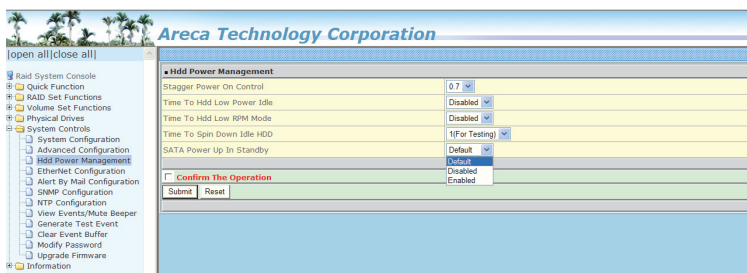 Areca Technology Corporation
|open all|close all|
Raid System Console
Quick Function
RAID Set Functions
Volume Set Functions
Physical Drives
System Controls
System Configuration
Advanced Configuration
Hdd Power Management
EtherNet Configuration
Alert By Mail Configuration
SNMP Configuration
NTP Configuration
View Events/Mute Beeper
Generate Test Event
Clear Event Buffer
Modify Password
Upgrade Firmware
Information
Hdd Power Management
Stagger Power On Control 0.7
Time To Hdd Low Power Idle Disabled
Time To Hdd Low RPM Mode Disabled
Time To Spin Down Idle HDD 1(For Testing)
SATA Power Up In Standby Default
Default
Disabled
Enabled
Confirm The Operation
Submit Reset